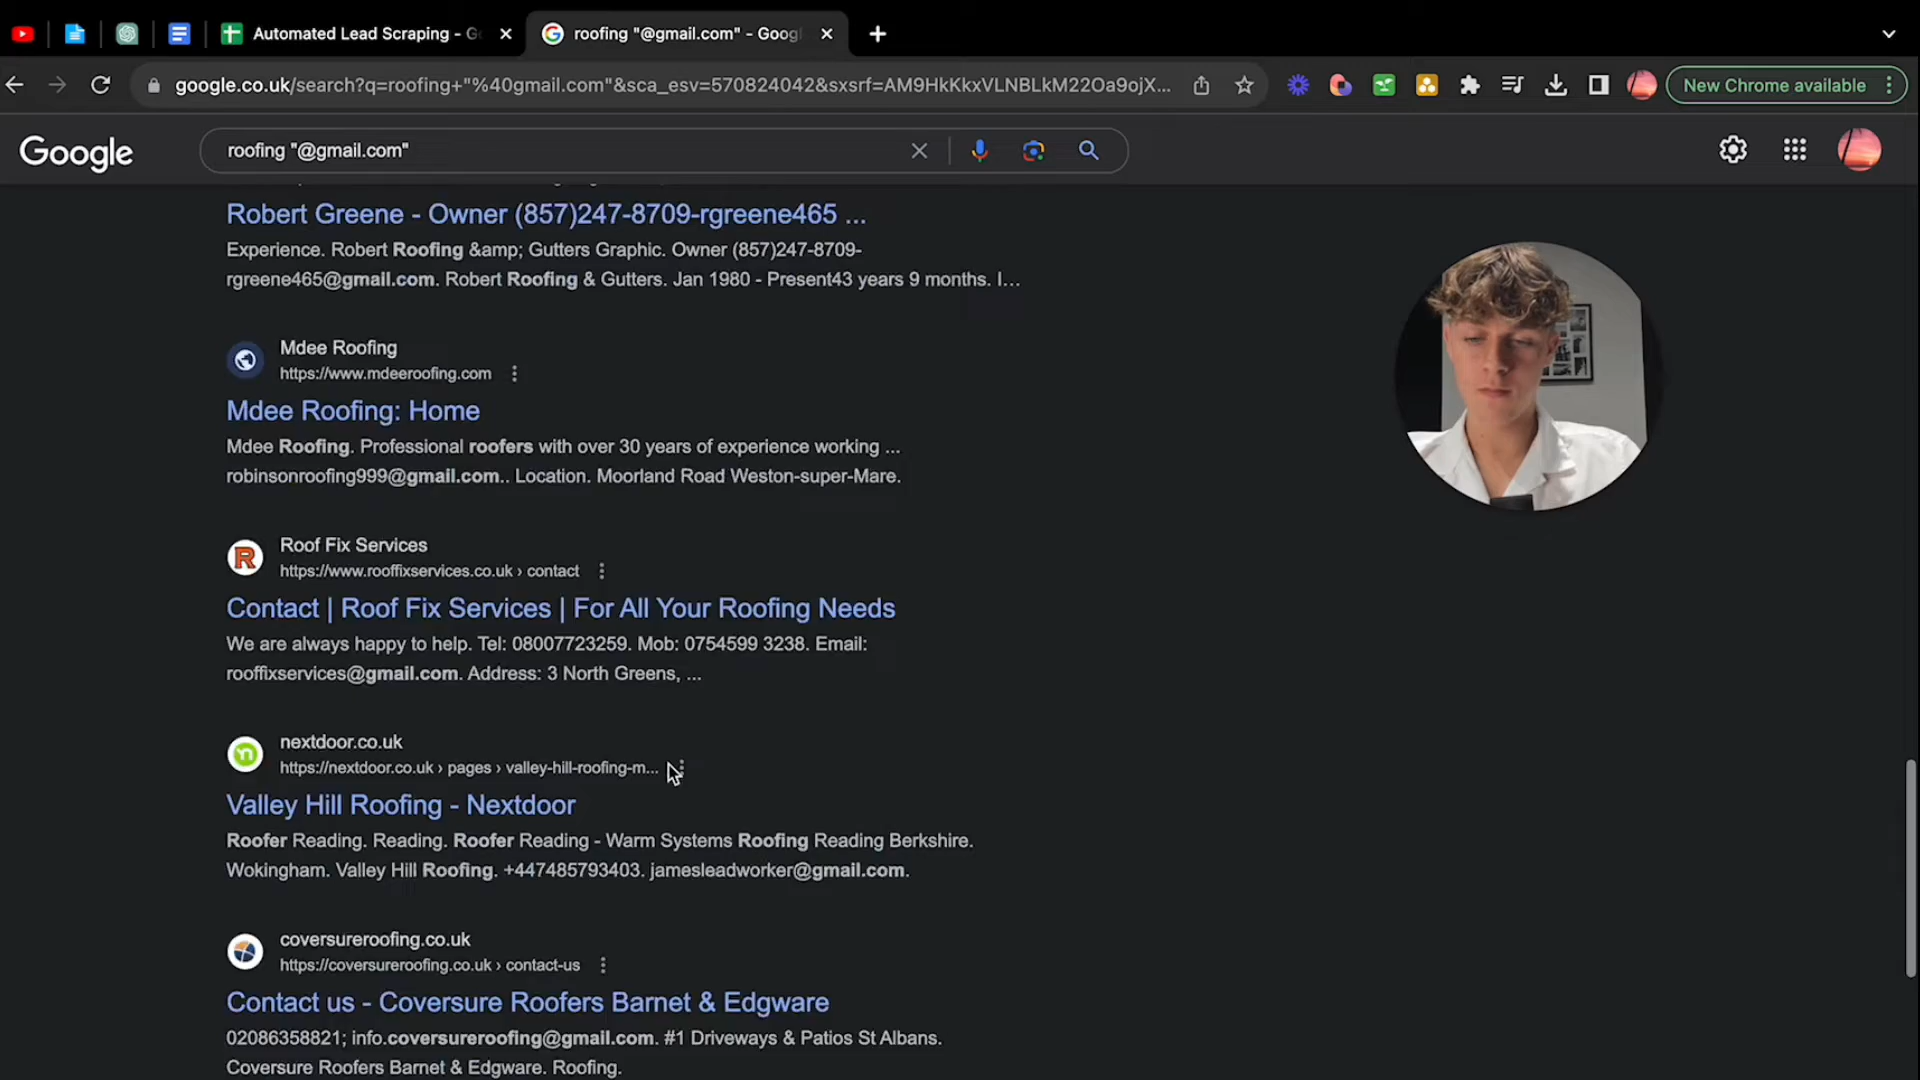 Automated Lead Scraping - G
roofing "@gmail.com" - Googl
google.co.uk/search?q=roofing+"%40gmail.com"&sca_esv=570824042&sxsrf=AM9HkKkxVLNBLkM22Oa9ojX...
New Chrome available
Google
roofing "@gmail.com"
Robert Greene - Owner (857)247-8709-rgreene465 ...
Experience. Robert Roofing &amp; Gutters Graphic. Owner (857)247-8709-
rgreene465@gmail.com. Robert Roofing & Gutters. Jan 1980 - Present43 years 9 months. I...
Mdee Roofing
https://www.mdeeroofing.com
Mdee Roofing: Home
Mdee Roofing. Professional roofers with over 30 years of experience working ...
robinsonroofing999@gmail.com.. Location. Moorland Road Weston-super-Mare.
Roof Fix Services
https://www.rooffixservices.co.uk › contact
Contact | Roof Fix Services | For All Your Roofing Needs
We are always happy to help. Tel: 08007723259. Mob: 0754599 3238. Email:
rooffixservices@gmail.com. Address: 3 North Greens, ...
nextdoor.co.uk
https://nextdoor.co.uk › pages › valley-hill-roofing-m...
Valley Hill Roofing - Nextdoor
Roofer Reading. Reading. Roofer Reading - Warm Systems Roofing Reading Berkshire.
Wokingham. Valley Hill Roofing. +447485793403. jamesleadworker@gmail.com.
coversureroofing.co.uk
https://coversureroofing.co.uk › contact-us
Contact us - Coversure Roofers Barnet & Edgware
02086358821; info.coversureroofing@gmail.com. #1 Driveways & Patios St Albans.
Coversure Roofers Barnet & Edgware. Roofing.